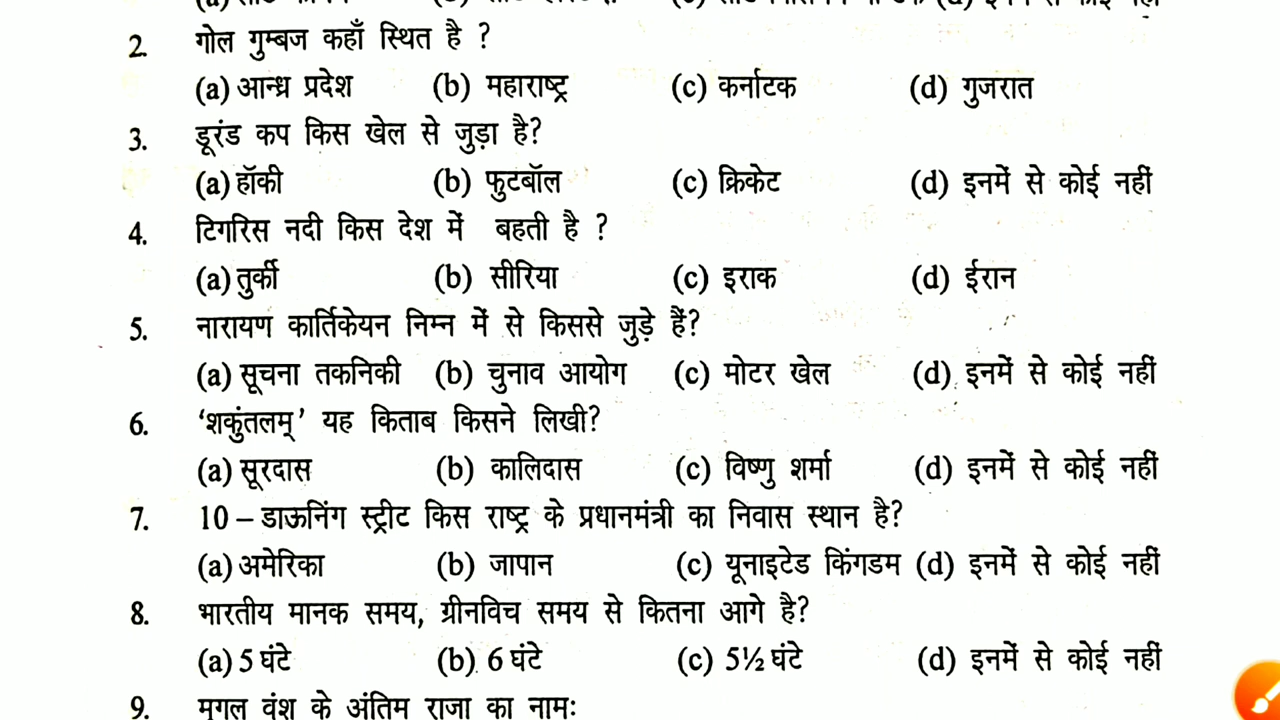 2. गोल गुम्बज कहाँ स्थित है ?
(a) आन्ध्र प्रदेश (b) महाराष्ट्र (c) कर्नाटक (d) गुजरात
3. डूरंड कप किस खेल से जुड़ा है?
(a) हॉकी (b) फुटबॉल (c) क्रिकेट (d) इनमें से कोई नहीं
4. टिगरिस नदी किस देश में बहती है ?
(a) तुर्की (b) सीरिया (c) इराक (d) ईरान
5. नारायण कार्तिकेयन निम्न में से किससे जुड़े हैं?
(a) सूचना तकनिकी (b) चुनाव आयोग (c) मोटर खेल (d) इनमें से कोई नहीं
6. ‘शकुंतलम्’ यह किताब किसने लिखी?
(a) सूरदास (b) कालिदास (c) विष्णु शर्मा (d) इनमें से कोई नहीं
7. 10 – डाऊनिंग स्ट्रीट किस राष्ट्र के प्रधानमंत्री का निवास स्थान है?
(a) अमेरिका (b) जापान (c) यूनाइटेड किंगडम (d) इनमें से कोई नहीं
8. भारतीय मानक समय, ग्रीनविच समय से कितना आगे है?
(a) 5 घंटे (b) 6 घंटे (c) 5½ घंटे (d) इनमें से कोई नहीं
9. मुगल वंश के अंतिम राजा का नामः